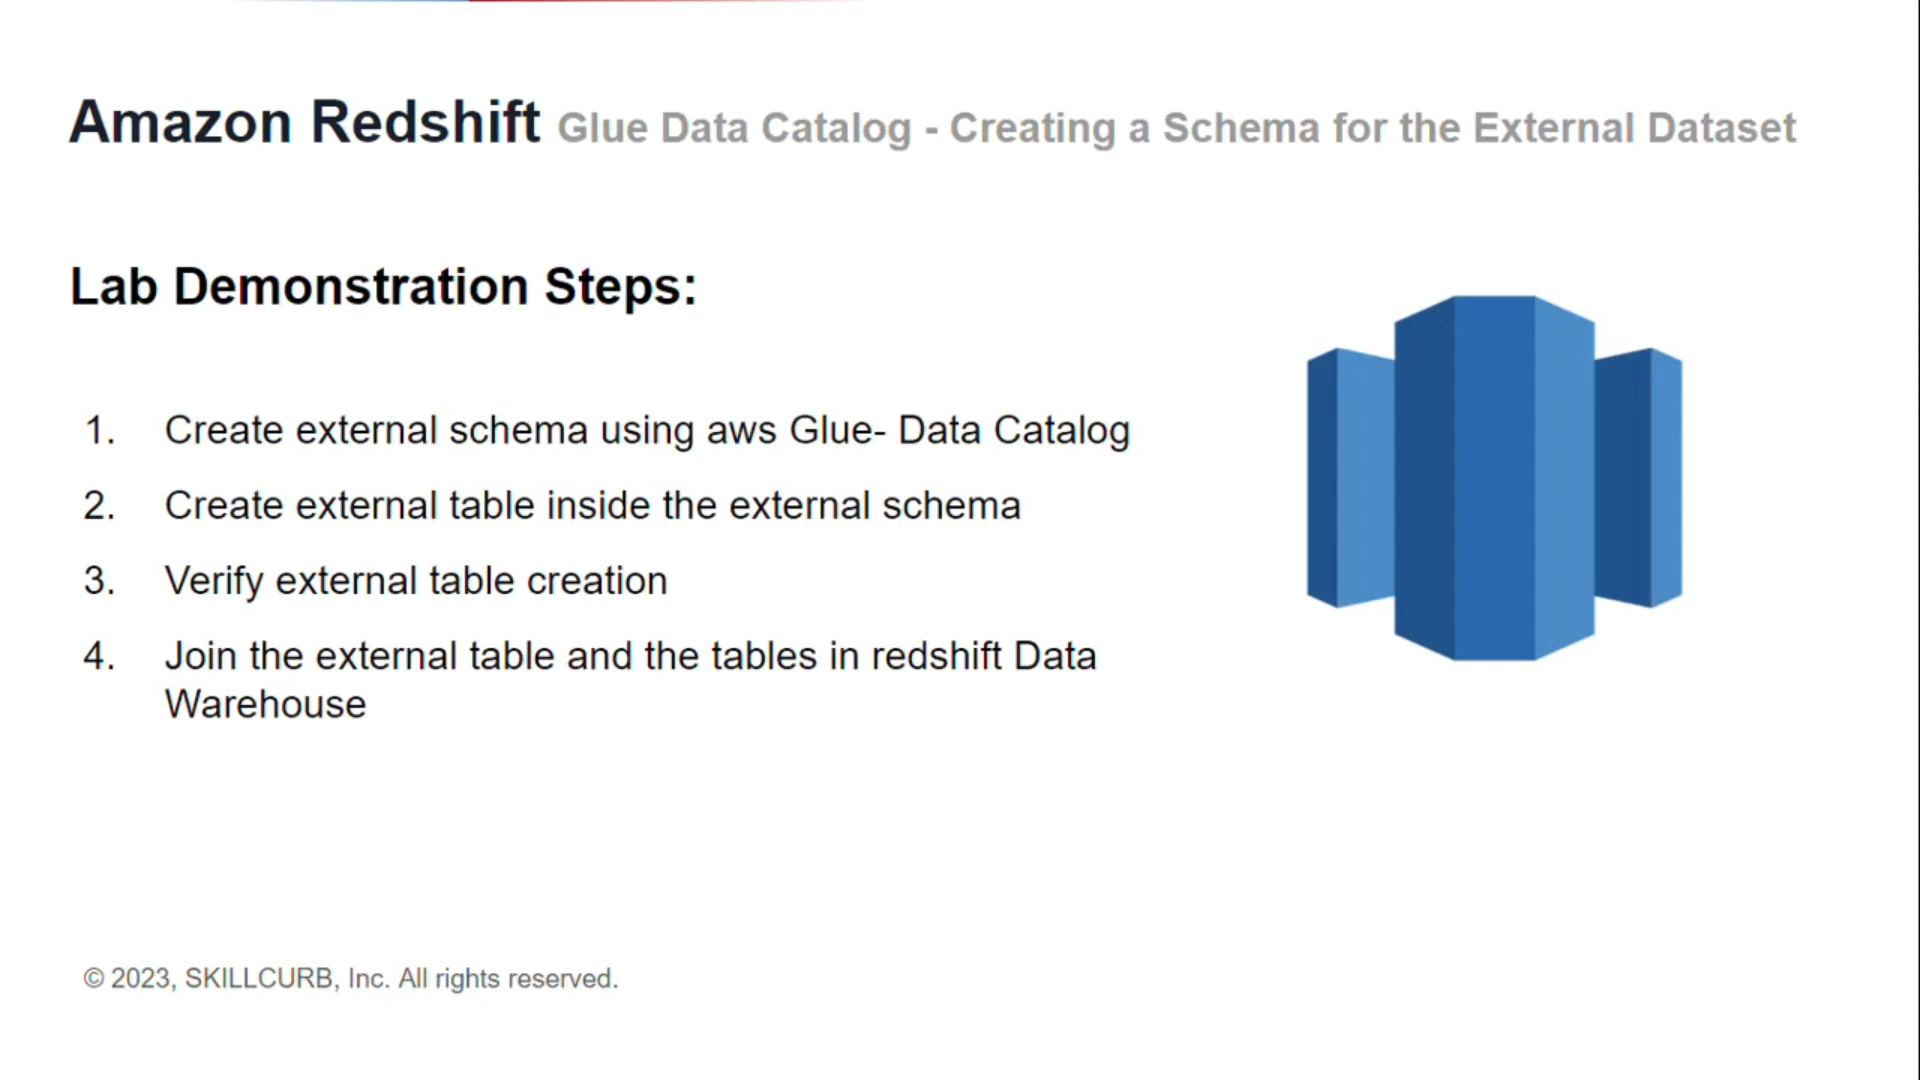 Amazon Redshift Glue Data Catalog - Creating a Schema for the External Dataset
Lab Demonstration Steps:
1. Create external schema using aws Glue- Data Catalog
2. Create external table inside the external schema
3. Verify external table creation
4. Join the external table and the tables in redshift Data
Warehouse
© 2023, SKILLCURB, Inc. All rights reserved.